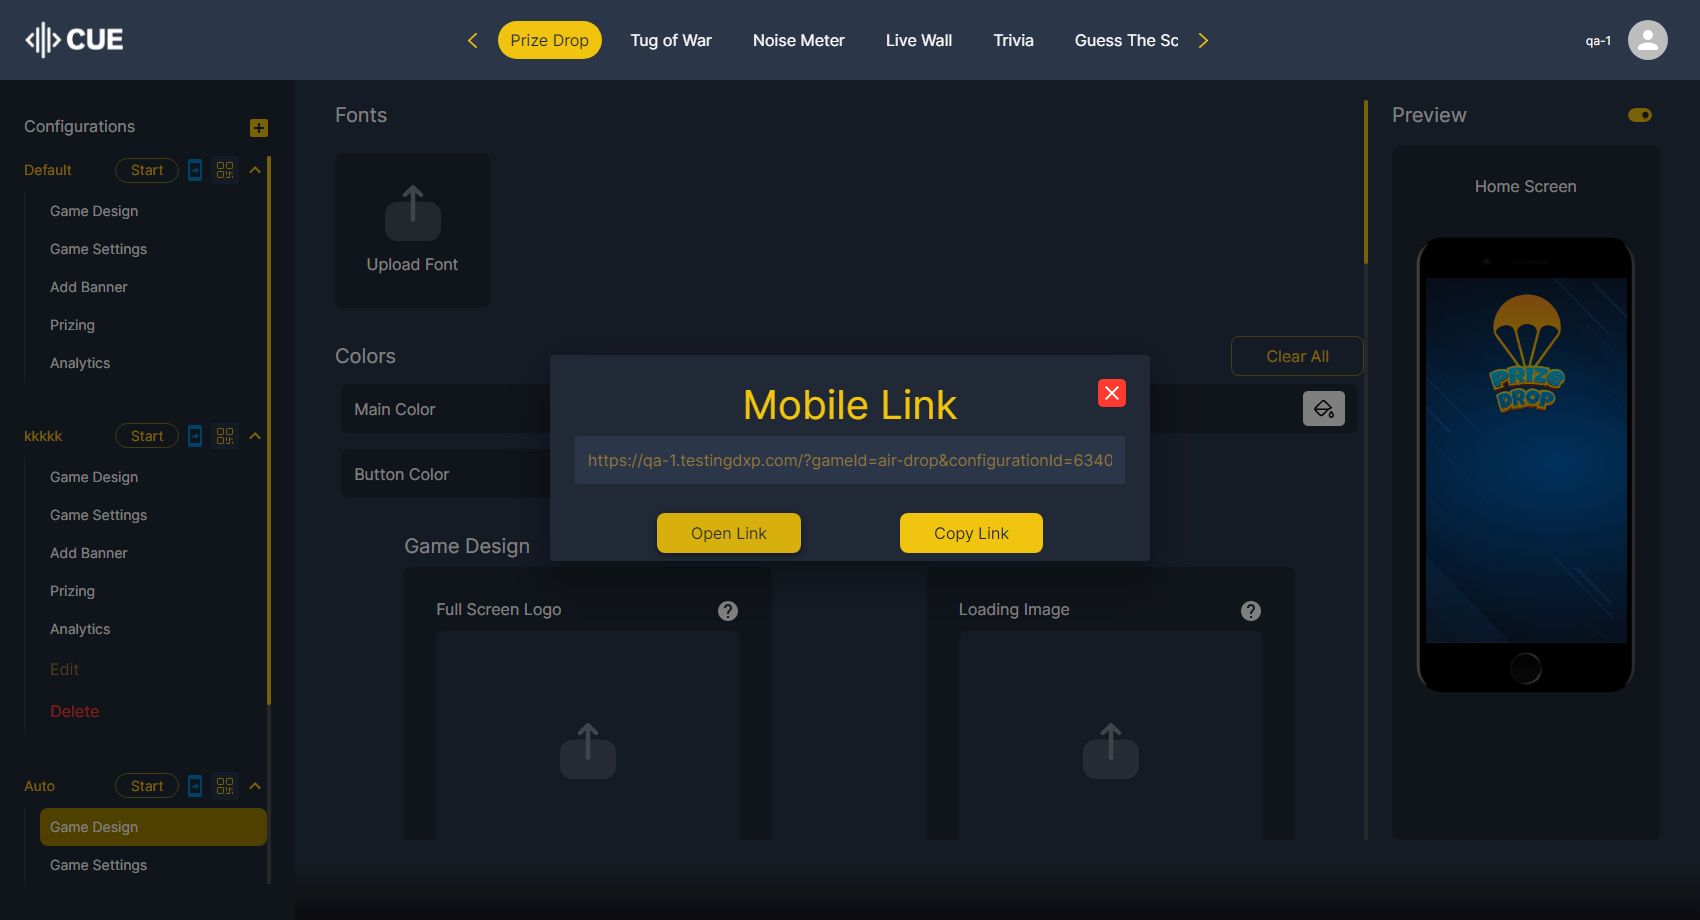 CUE
Prize Drop
Tug of War
Noise Meter
Live Wall
Trivia
Guess The Sc
qa-1
Configurations
Default
Start
Game Design
Game Settings
Add Banner
Prizing
Analytics
kkkkk
Start
Game Design
Game Settings
Add Banner
Prizing
Analytics
Edit
Delete
Auto
Start
Game Design
Game Settings
Fonts
Upload Font
Colors
Clear All
Main Color
Button Color
Mobile Link
https://qa-1.testingdxp.com/?gameId=air-drop&configurationId=6340
Open Link
Copy Link
Game Design
Full Screen Logo
?
Loading Image
?
Preview
Home Screen
PRIZE
DROP